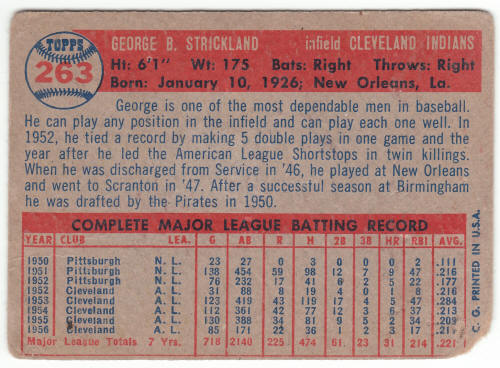 TOPPS
263
GEORGE B. STRICKLAND infield CLEVELAND INDIANS
Ht: 6'1" Wt: 175 Bats: Right Throws: Right
Born: January 10, 1926; New Orleans, La.
George is one of the most dependable men in baseball.
He can play any position in the infield and can play each one well. In
1952, he tied a record by making 5 double plays in one game and the
year after he led the American League Shortstops in twin killings.
When he was discharged from Service in '46, he played at New Orleans
and went to Scranton in '47. After a successful season at Birmingham
he was drafted by the Pirates in 1950.
COMPLETE MAJOR LEAGUE BATTING RECORD
YEAR CLUB LEA. G AB R H 2B 3B HR RBI AVG.
1950 Pittsburgh N. L. 23 27 0 3 0 0 0 2 .111
1951 Pittsburgh N. L. 138 454 59 98 12 7 9 47 .216
1952 Pittsburgh N. L. 76 232 17 41 6 2 5 22 .177
1952 Cleveland A. L. 31 88 8 19 4 0 1 8 .216
1953 Cleveland A. L. 123 419 43 119 17 4 5 47 .284
1954 Cleveland A. L. 112 361 42 77 12 3 6 37 .213
1955 Cleveland A. L. 130 388 34 81 9 5 2 34 .209
1956 Cleveland A. L. 85 171 22 36 1 2 3 17 .211
Major League Totals 7 Yrs. 718 2140 225 474 61 23 31 214 .221
C. G. PRINTED IN U.S.A.